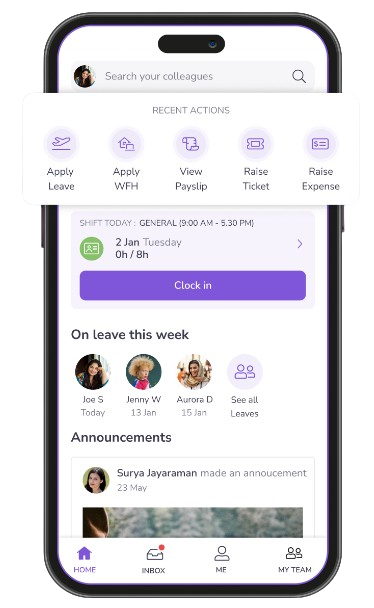 Search your colleagues
RECENT ACTIONS
Apply Leave
Apply WFH
View Payslip
Raise Ticket
Raise Expense
SHIFT TODAY : GENERAL (9:00 AM - 5.30 PM)
2 Jan Tuesday
0h / 8h
Clock in
On leave this week
Joe S
Today
Jenny W
13 Jan
Aurora D
15 Jan
See all
Leaves
Announcements
Surya Jayaraman made an annoucement
23 May
HOME
INBOX
ME
MY TEAM